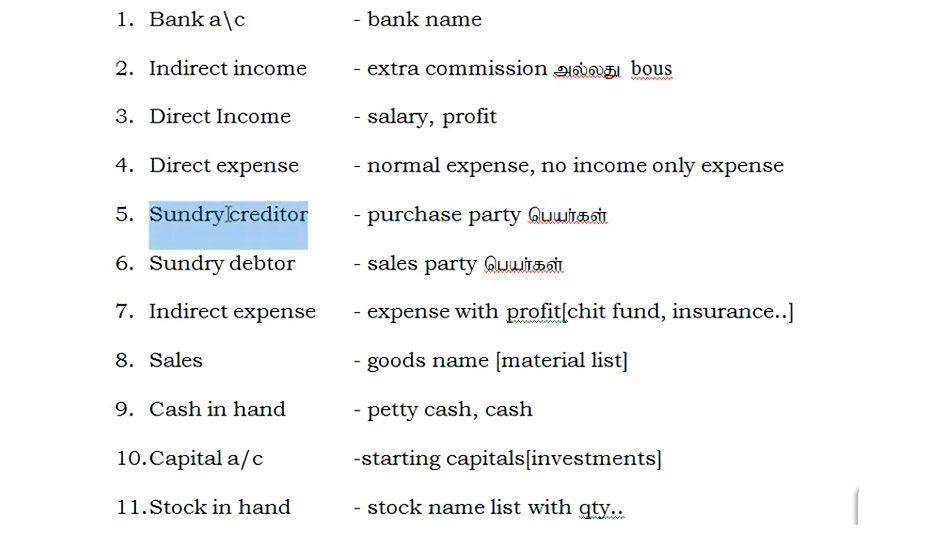 1. Bank a\c - bank name
2. Indirect income - extra commission அல்லது bous
3. Direct Income - salary, profit
4. Direct expense - normal expense, no income only expense
5. Sundry creditor - purchase party பெயர்கள்
6. Sundry debtor - sales party பெயர்கள்
7. Indirect expense - expense with profit[chit fund, insurance..]
8. Sales - goods name [material list]
9. Cash in hand - petty cash, cash
10. Capital a/c -starting capitals[investments]
11. Stock in hand - stock name list with qty..